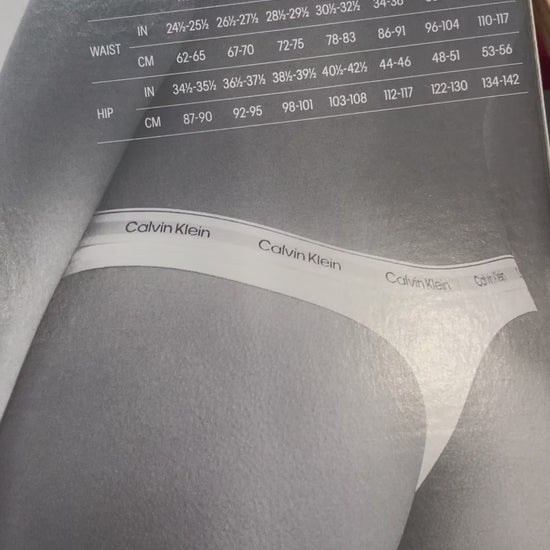 IN 24½-25½ 26½-27½ 28½-29½ 30½-32½
WAIST
CM 62-65 67-70 72-75 78-83 86-91 96-104 110-117
IN 34½-35½ 36½-37½ 38½-39½ 40½-42½ 44-46 48-51 53-56
HIP
CM 87-90 92-95 98-101 103-108 112-117 122-130 134-142
Calvin Klein
Calvin Klein
Calvin Klein
Calvin Klein